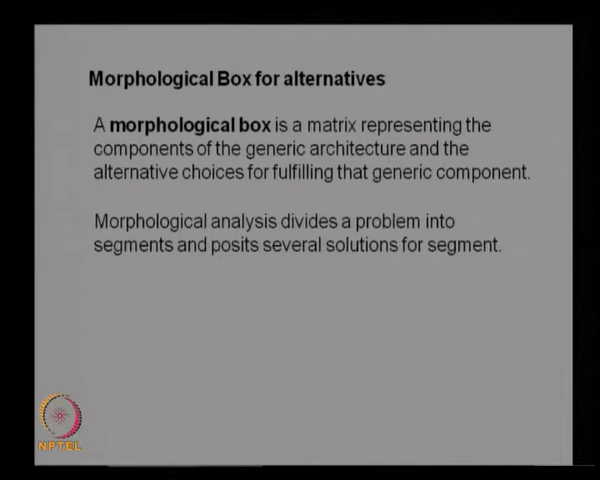 Morphological Box for alternatives
A morphological box is a matrix representing the
components of the generic architecture and the
alternative choices for fulfilling that generic component.
Morphological analysis divides a problem into
segments and posits several solutions for segment.
NPTEL